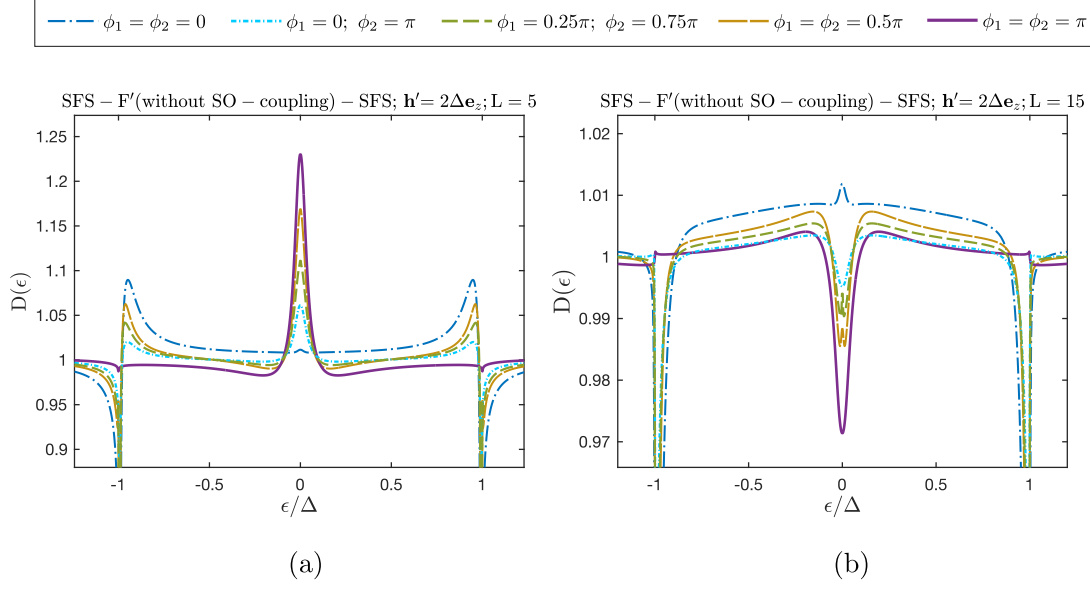 ϕ₁ = ϕ₂ = 0 ϕ₁ = 0; ϕ₂ = π ϕ₁ = 0.25π; ϕ₂ = 0.75π ϕ₁ = ϕ₂ = 0.5π ϕ₁ = ϕ₂ = π
SFS − F′(without SO − coupling) − SFS; h′= 2Δe_z; L = 5
1.25
1.2
1.15
1.1
1.05
1
0.95
0.9
D(ϵ)
-1 -0.5 0 0.5 1
ϵ/Δ
(a)
SFS − F′(without SO − coupling) − SFS; h′= 2Δe_z; L = 15
1.02
1.01
1
0.99
0.98
0.97
D(ϵ)
-1 -0.5 0 0.5 1
ϵ/Δ
(b)